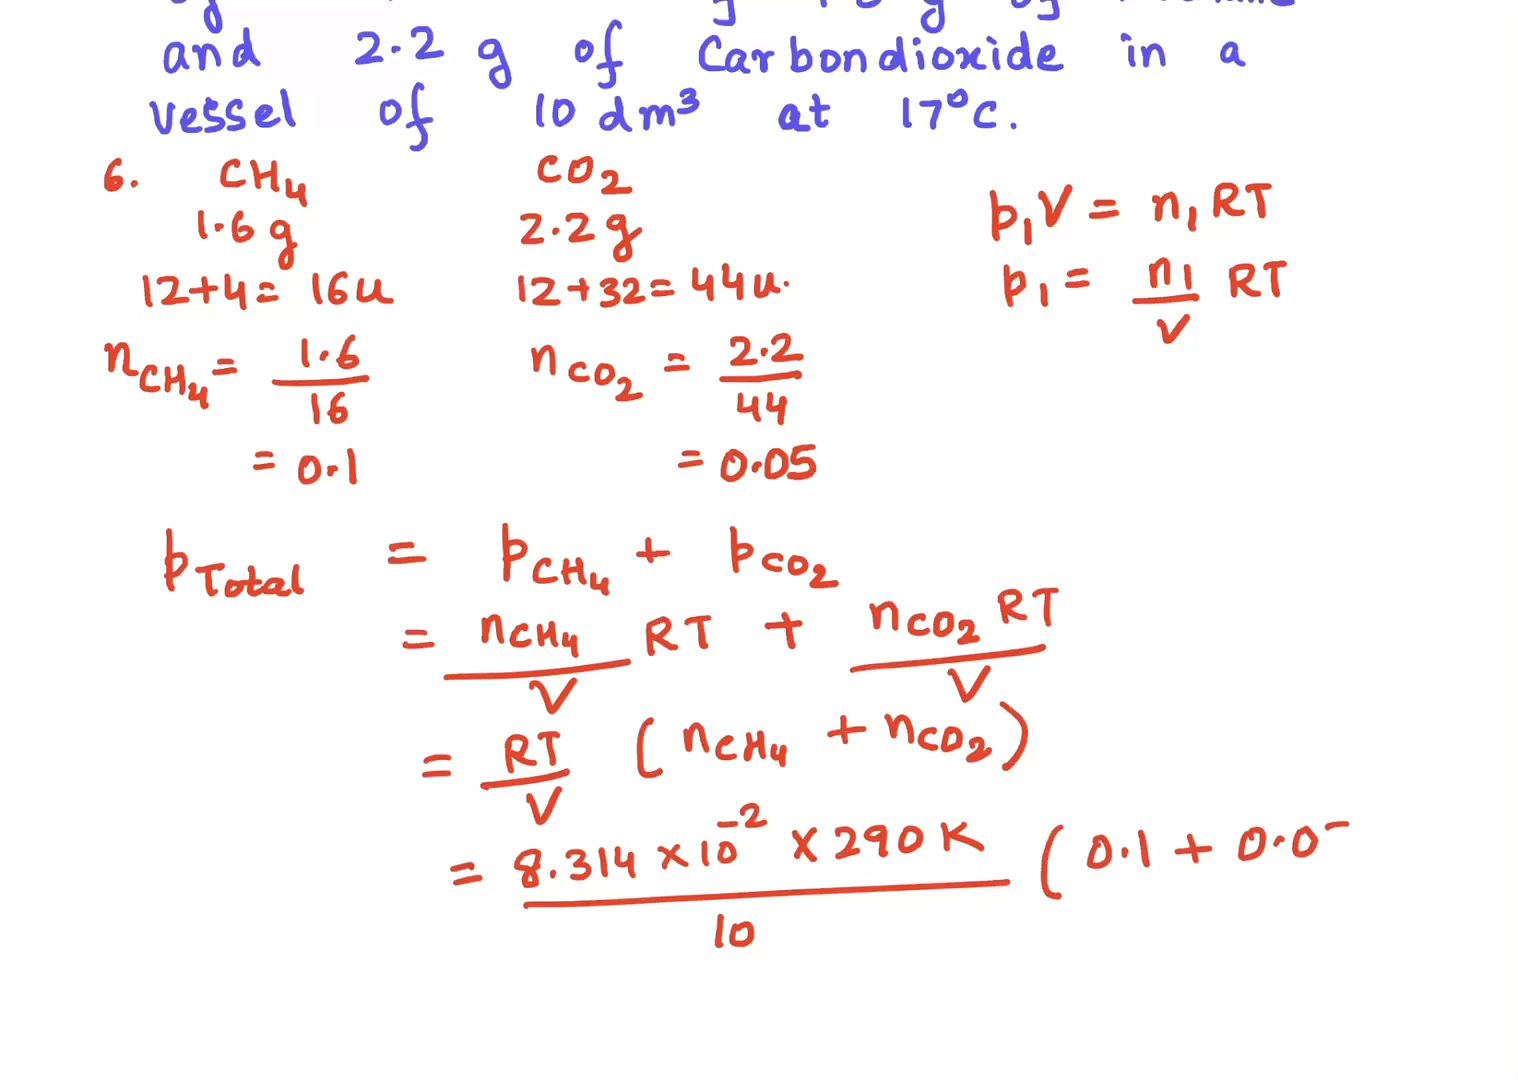 and 2.2 g of Carbondioxide in a
vessel of 10 dm³ at 17°C.
6. CH₄ CO₂
1.6 g 2.2 g
12+4= 16u 12+32= 44u.
n_CH₄ = 1.6/16 n_CO₂ = 2.2/44
= 0.1 = 0.05
p₁V = n₁RT
p₁ = n₁/V RT
p_Total = p_CH₄ + p_CO₂
= n_CH₄/V RT + n_CO₂ RT/V
= RT/V (n_CH₄ + n_CO₂)
= 8.314 × 10⁻² × 290 K/10 (0.1 + 0.0